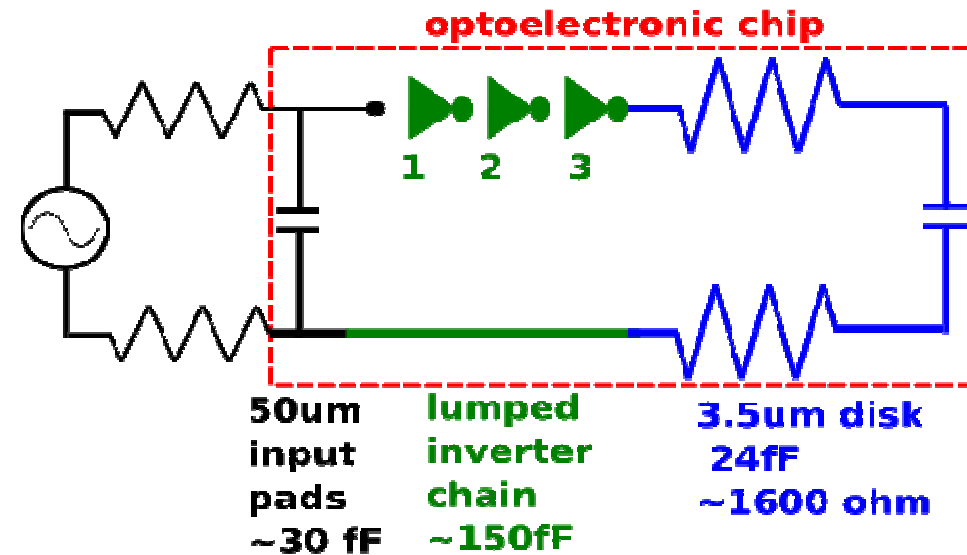 optoelectronic chip
1 2 3
50um
input
pads
~30 fF
lumped
inverter
chain
~150fF
3.5um disk
24fF
~1600 ohm